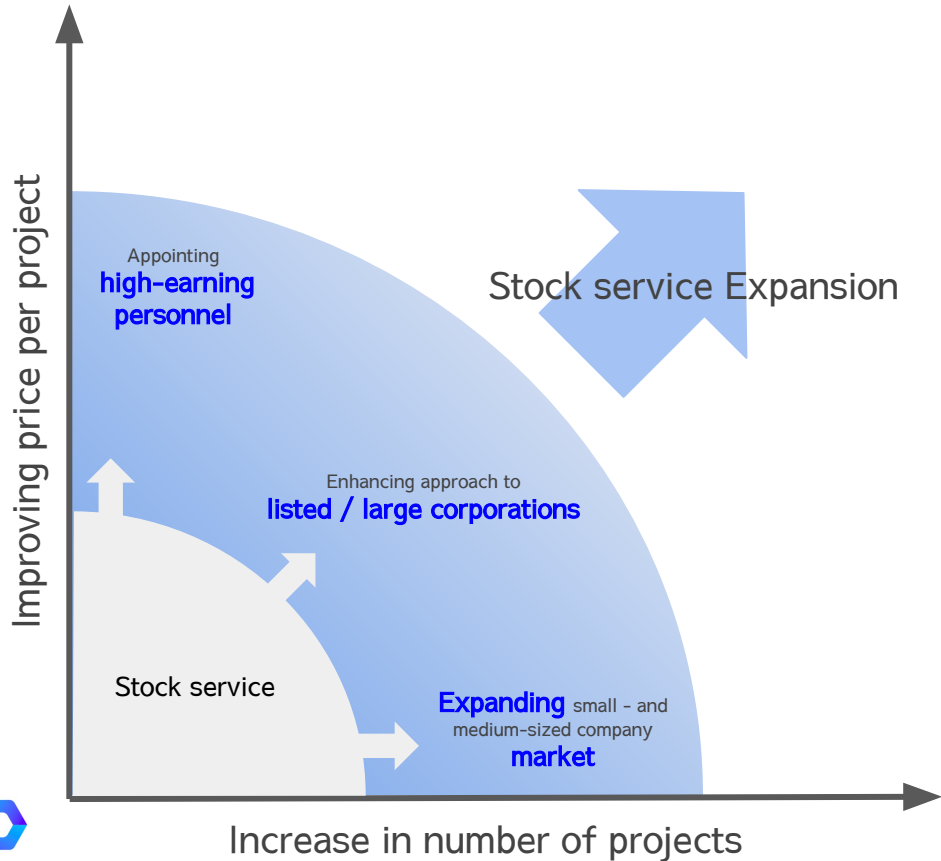 Improving price per project
Appointing
high-earning
personnel
Stock service Expansion
Enhancing approach to
listed / large corporations
Stock service
Expanding small - and
medium-sized company
market
Increase in number of projects